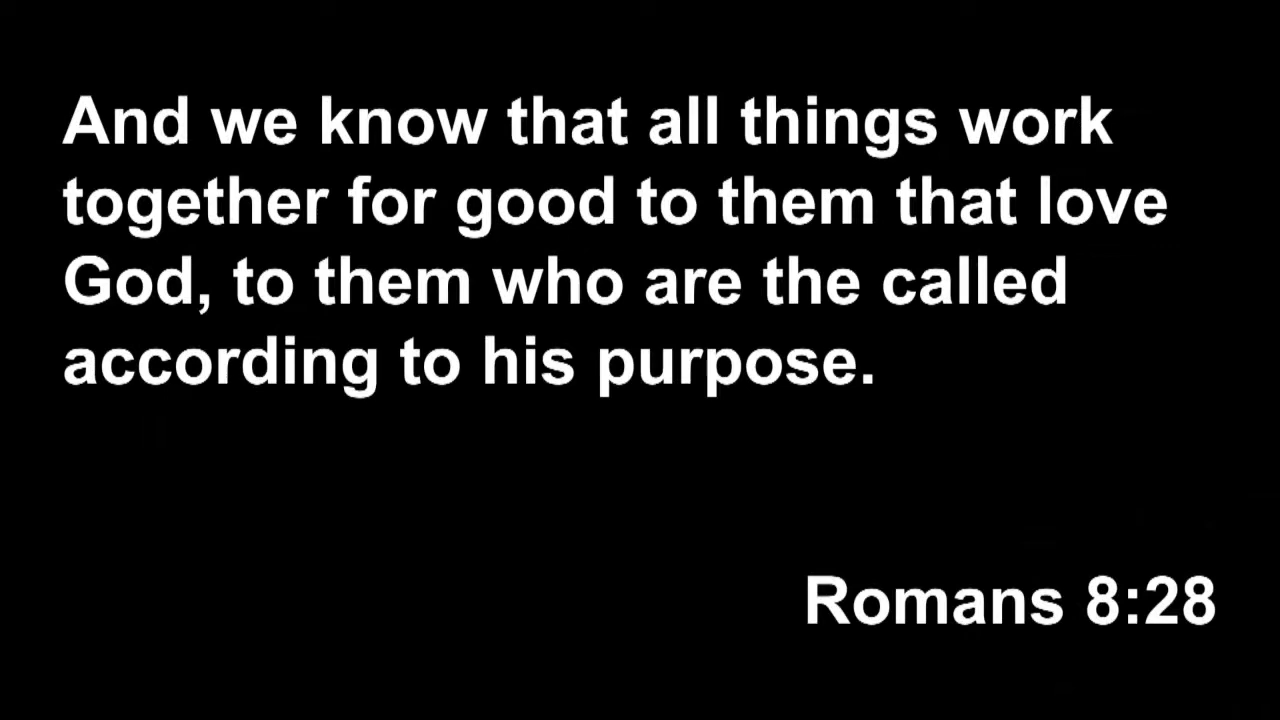 And we know that all things work
together for good to them that love
God, to them who are the called
according to his purpose.
Romans 8:28